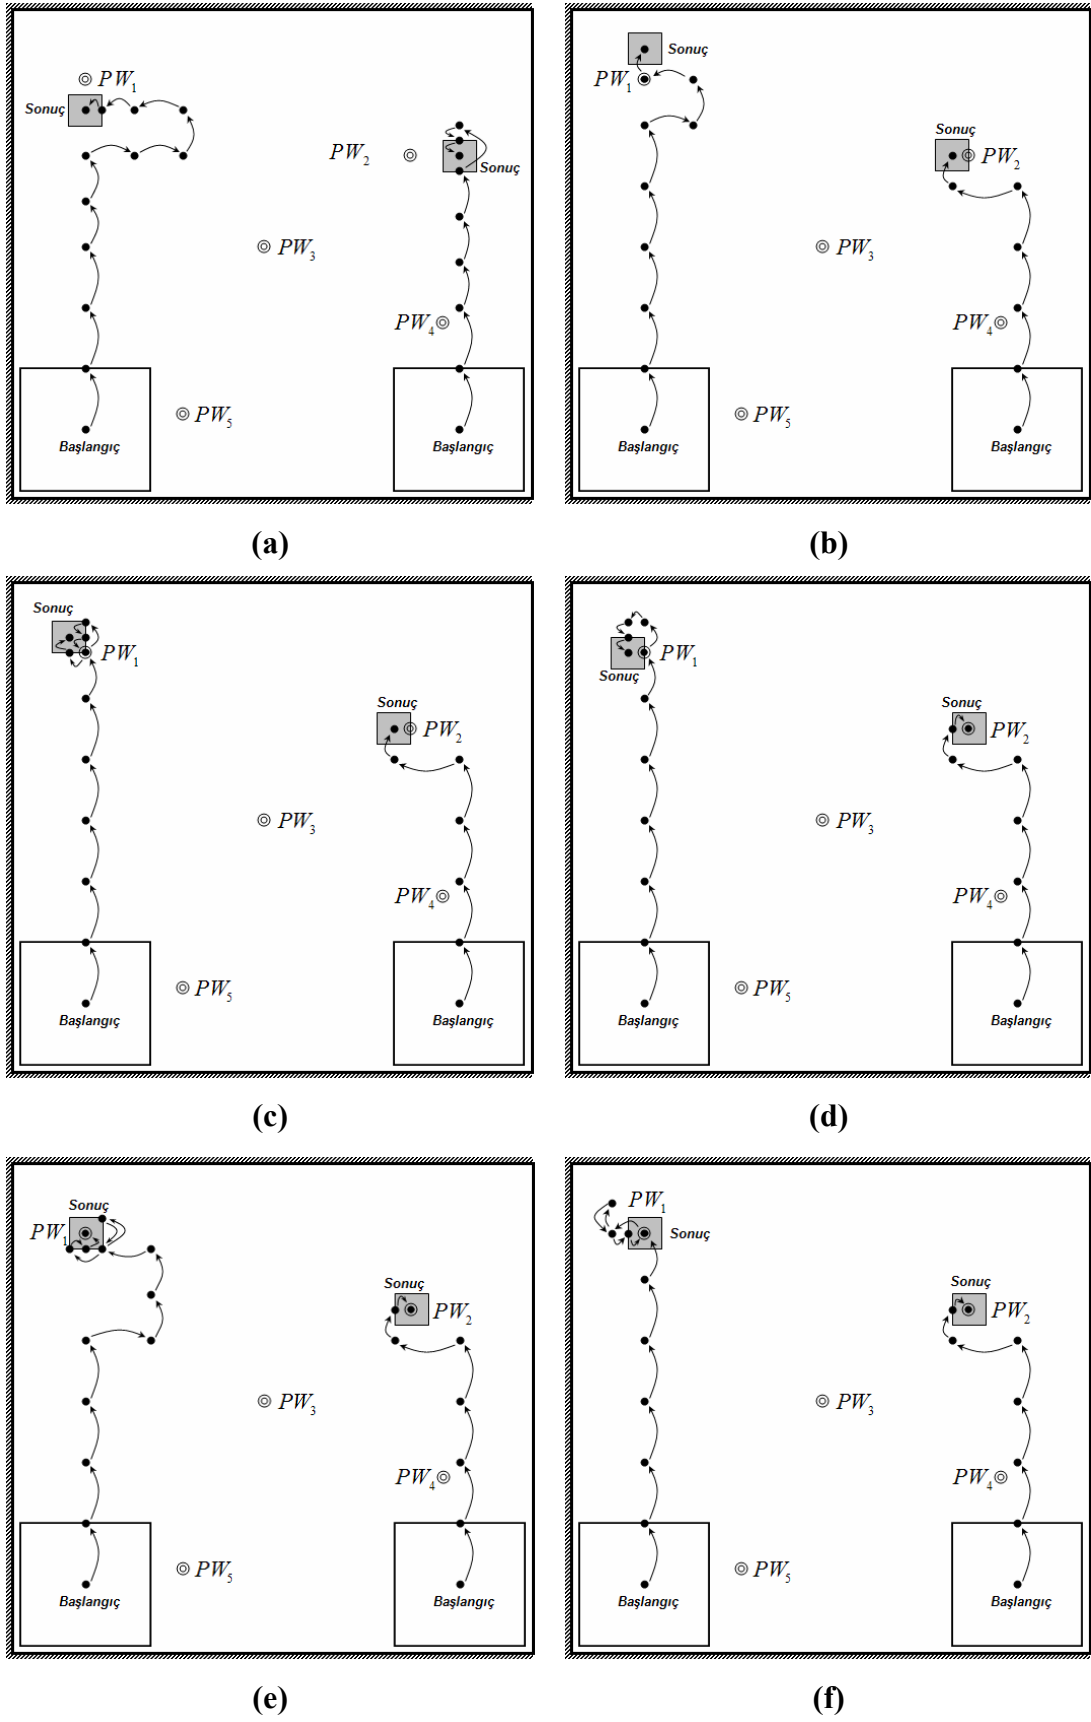 PW1
Sonuç
PW2
Sonuç
PW3
PW4
PW5
Başlangıç
Başlangıç
(a)
Sonuç
PW1
Sonuç
PW2
PW3
PW4
PW5
Başlangıç
Başlangıç
(b)
Sonuç
PW1
Sonuç
PW2
PW3
PW4
PW5
Başlangıç
Başlangıç
(c)
PW1
Sonuç
Sonuç
PW2
PW3
PW4
PW5
Başlangıç
Başlangıç
(d)
Sonuç
PW1
Sonuç
PW2
PW3
PW4
PW5
Başlangıç
Başlangıç
(e)
PW1
Sonuç
Sonuç
PW2
PW3
PW4
PW5
Başlangıç
Başlangıç
(f)